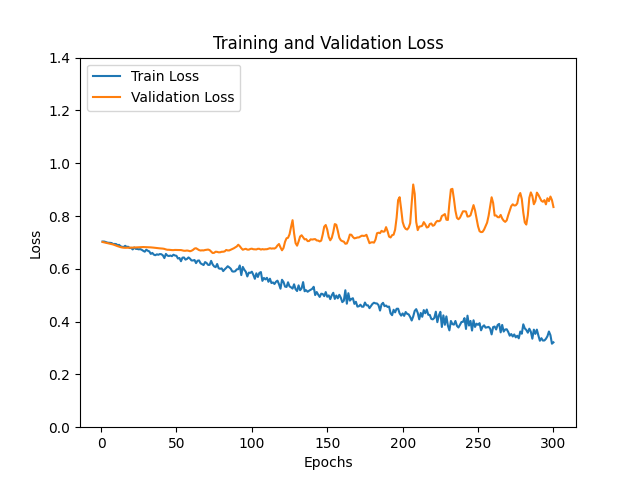 Training and Validation Loss
Train Loss
Validation Loss
Loss
1.4
1.2
1.0
0.8
0.6
0.4
0.2
0.0
0 50 100 150 200 250 300
Epochs